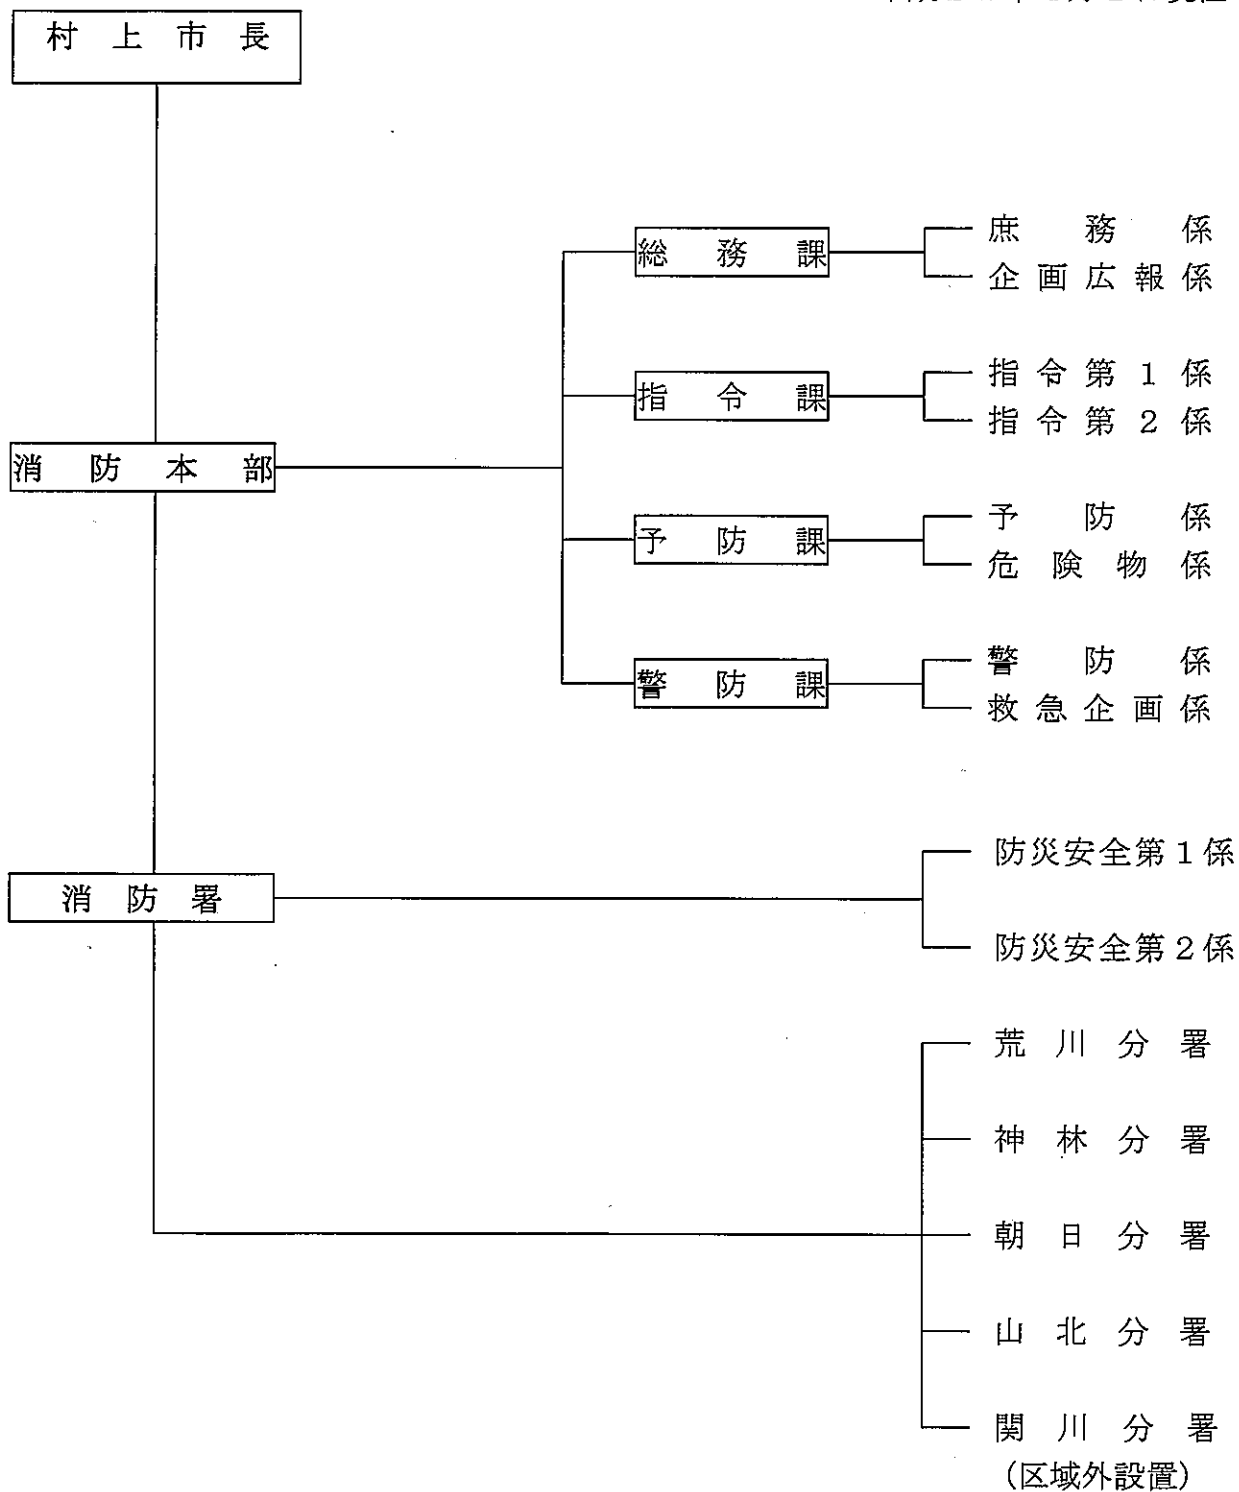 村上市長
総務課
庶務係
企画広報係
指令課
指令第1係
指令第2係
消防本部
予防課
予防係
危険物係
警防課
警防係
救急企画係
消防署
防災安全第1係
防災安全第2係
荒川分署
神林分署
朝日分署
山北分署
関川分署
(区域外設置)